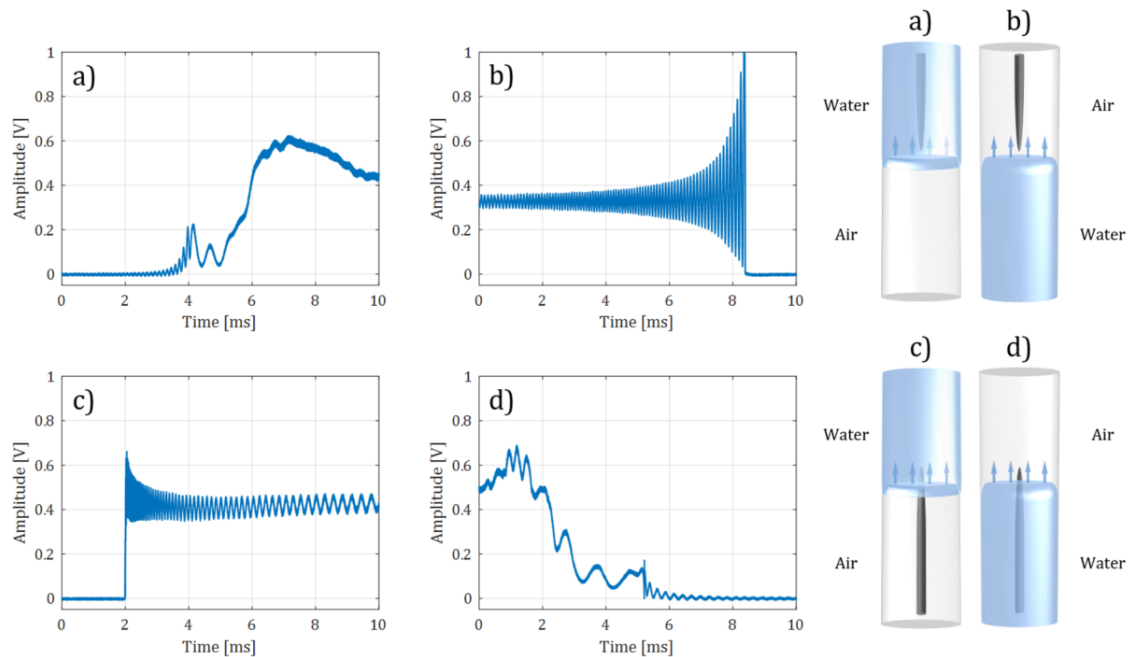 a)
1
0.8
0.6
0.4
0.2
0
Amplitude [V]
0 2 4 6 8 10
Time [ms]
b)
1
0.8
0.6
0.4
0.2
0
Amplitude [V]
0 2 4 6 8 10
Time [ms]
a) b)
Water Air
Air Water
c)
1
0.8
0.6
0.4
0.2
0
Amplitude [V]
0 2 4 6 8 10
Time [ms]
d)
1
0.8
0.6
0.4
0.2
0
Amplitude [V]
0 2 4 6 8 10
Time [ms]
c) d)
Water Air
Air Water